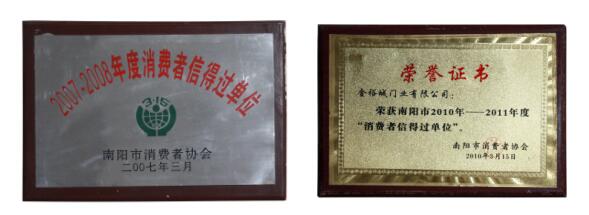 2007-2008年度消费者信得过单位
3·15
南阳市消费者协会
二00七年三月
荣誉证书
金裕城门业有限公司：
荣获南阳市2010年——2011年度
“消费者信得过单位”。
南阳市消费者协会
2010年3月15日